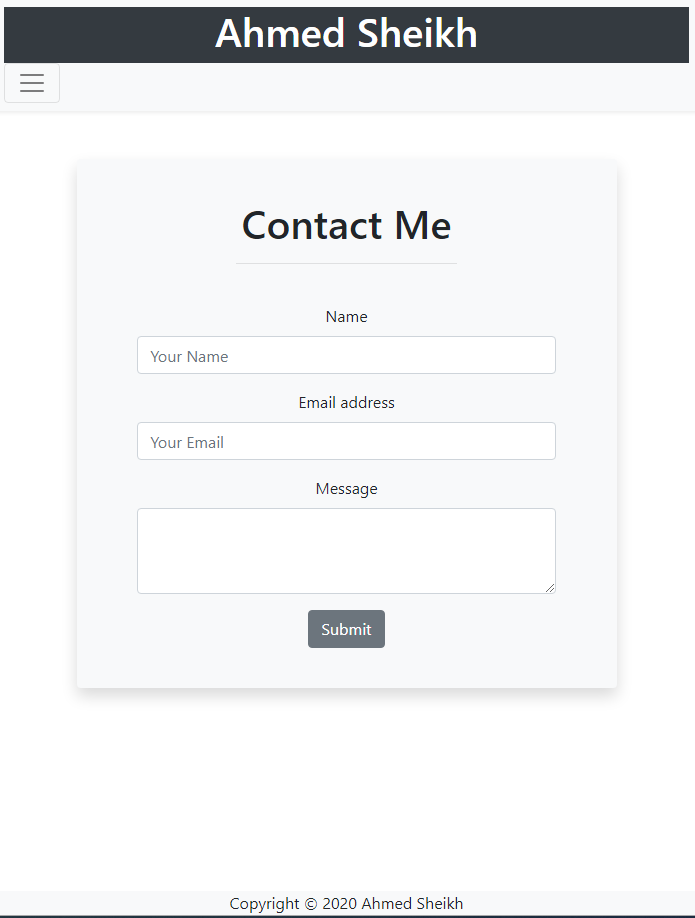 Ahmed Sheikh
Contact Me
Name
Your Name
Email address
Your Email
Message
Submit
Copyright © 2020 Ahmed Sheikh